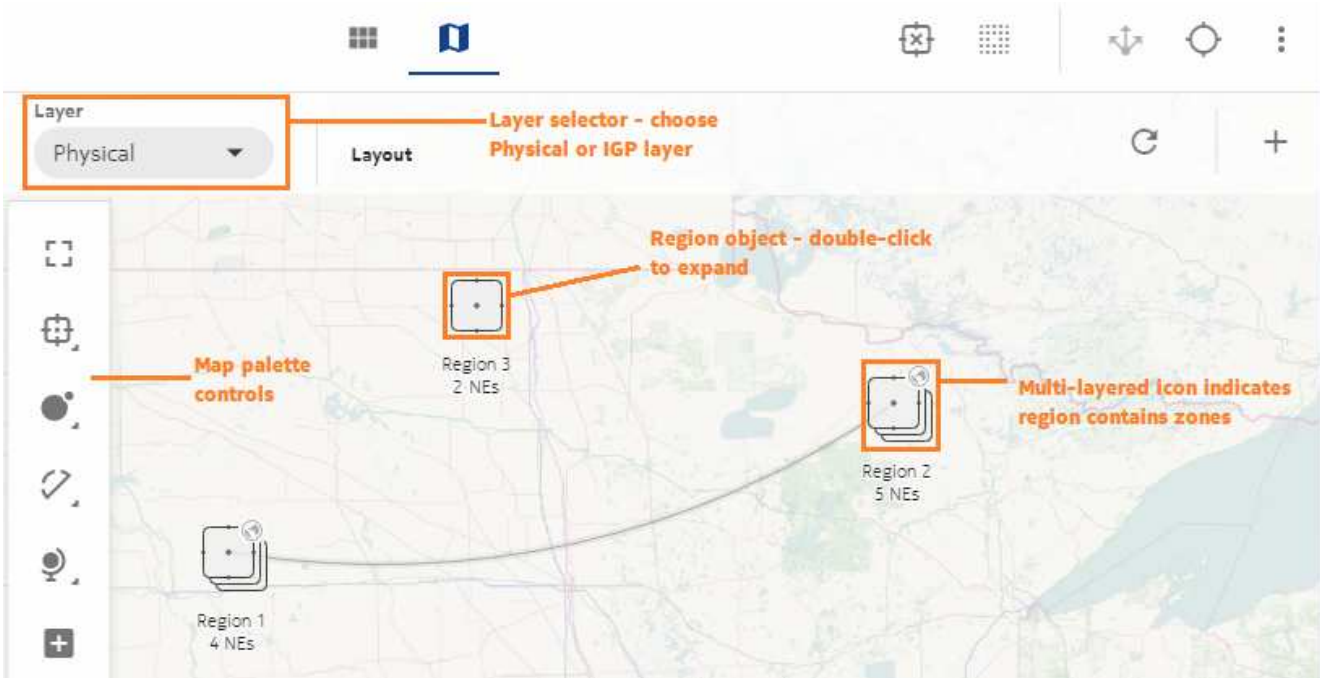 Layer
Physical
Layout
Layer selector - choose
Physical or IGP layer
Region object - double-click
to expand
Region 3
2 NEs
Map palette
controls
Multi-layered icon indicates
region contains zones
Region 2
5 NEs
Region 1
4 NEs